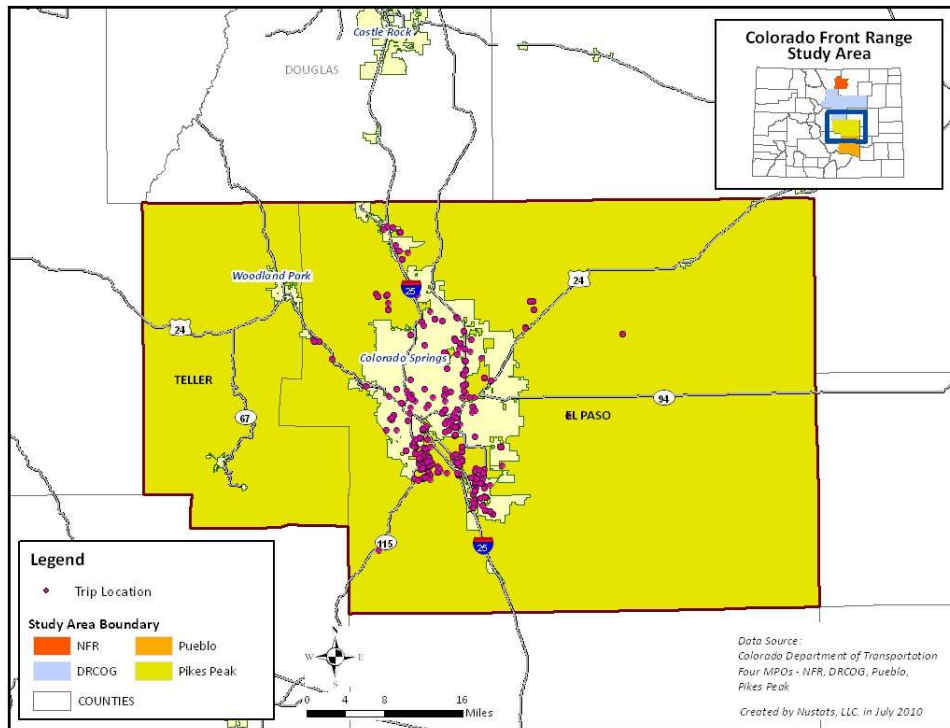 Castle Rock
DOUGLAS
Colorado Front Range
Study Area
Woodland Park
25
24
24
Colorado Springs
TELLER
94
67
EL PASO
115
25
Legend
Trip Location
Study Area Boundary
NFR
Pueblo
DRCOG
Pikes Peak
COUNTIES
N
W
E
S
0 4 8 16
Miles
Data Source:
Colorado Department of Transportation
Four MPOs - NFR, DRCOG, Pueblo,
Pikes Peak
Created by Nustats, LLC. in July 2010